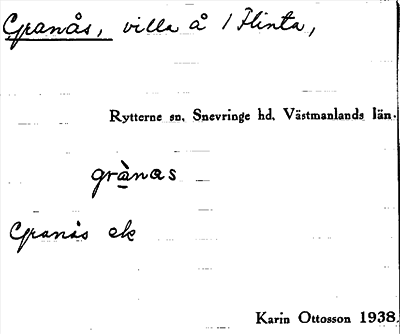 Granås, villa å 1 Flinta,
Rytterne sn, Snevringe hd, Västmanlands län.
grànas
Granås ek
Karin Ottosson 1938.